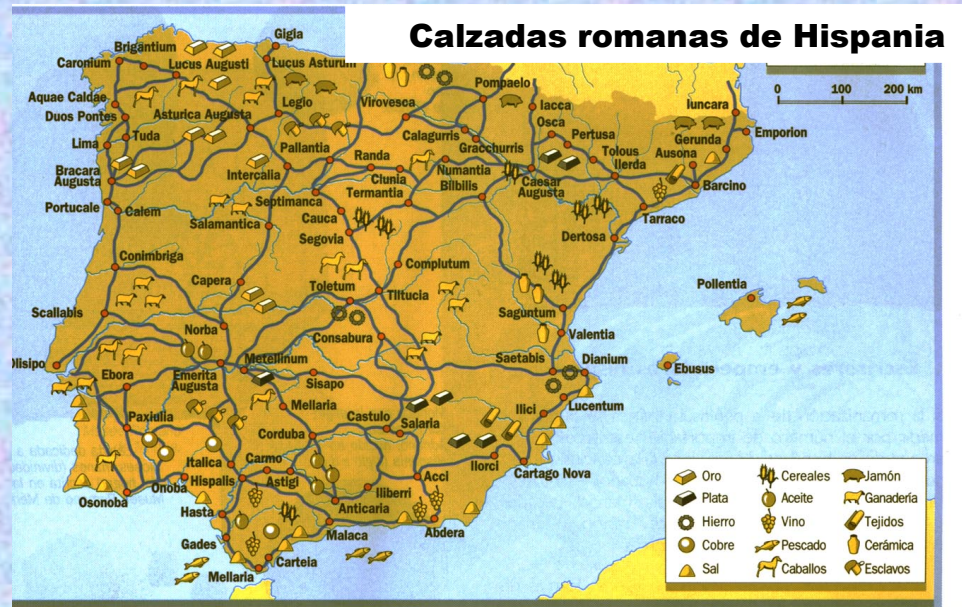 Calzadas romanas de Hispania
0 100 200 km
Gigia
Brigantium
Caronium
Lucus Augusti
Lucus Asturum
Pompaelo
Aquae Caldae
Legio
Virovesca
Iacca
Iuncara
Duos Pontes
Asturica Augusta
Osca
Emporion
Calagurris
Pertusa
Gerunda
Tuda
Lima
Pallantia
Gracchurris
Tolous
Ausona
Randa
Numantia
Ilerda
Bracara
Augusta
Intercalia
Clunia
Bilbilis
Caesar
Augusta
Barcino
Termantia
Septimanca
Portucale
Calem
Cauca
Tarraco
Salamantica
Segovia
Dertosa
Conimbriga
Complutum
Capera
Toletum
Pollentia
Titucia
Scallabis
Saguntum
Norba
Consabura
Valentia
Metellinum
Saetabis
Dianium
Olisipo
Ebora
Emerita
Augusta
Sisapo
Ebusus
Mellaria
Ilici
Lucentum
Paxiulia
Castulo
Corduba
Salaria
Italica
Carmo
Ilorci
Onoba
Hispalis
Astigi
Acci
Cartago Nova
Osonoba
Iliberri
Hasta
Anticaria
Abdera
Gades
Malaca
Carteia
Mellaria
Oro
Cereales
Jamón
Plata
Aceite
Ganadería
Hierro
Vino
Tejidos
Cobre
Pescado
Cerámica
Sal
Caballos
Esclavos